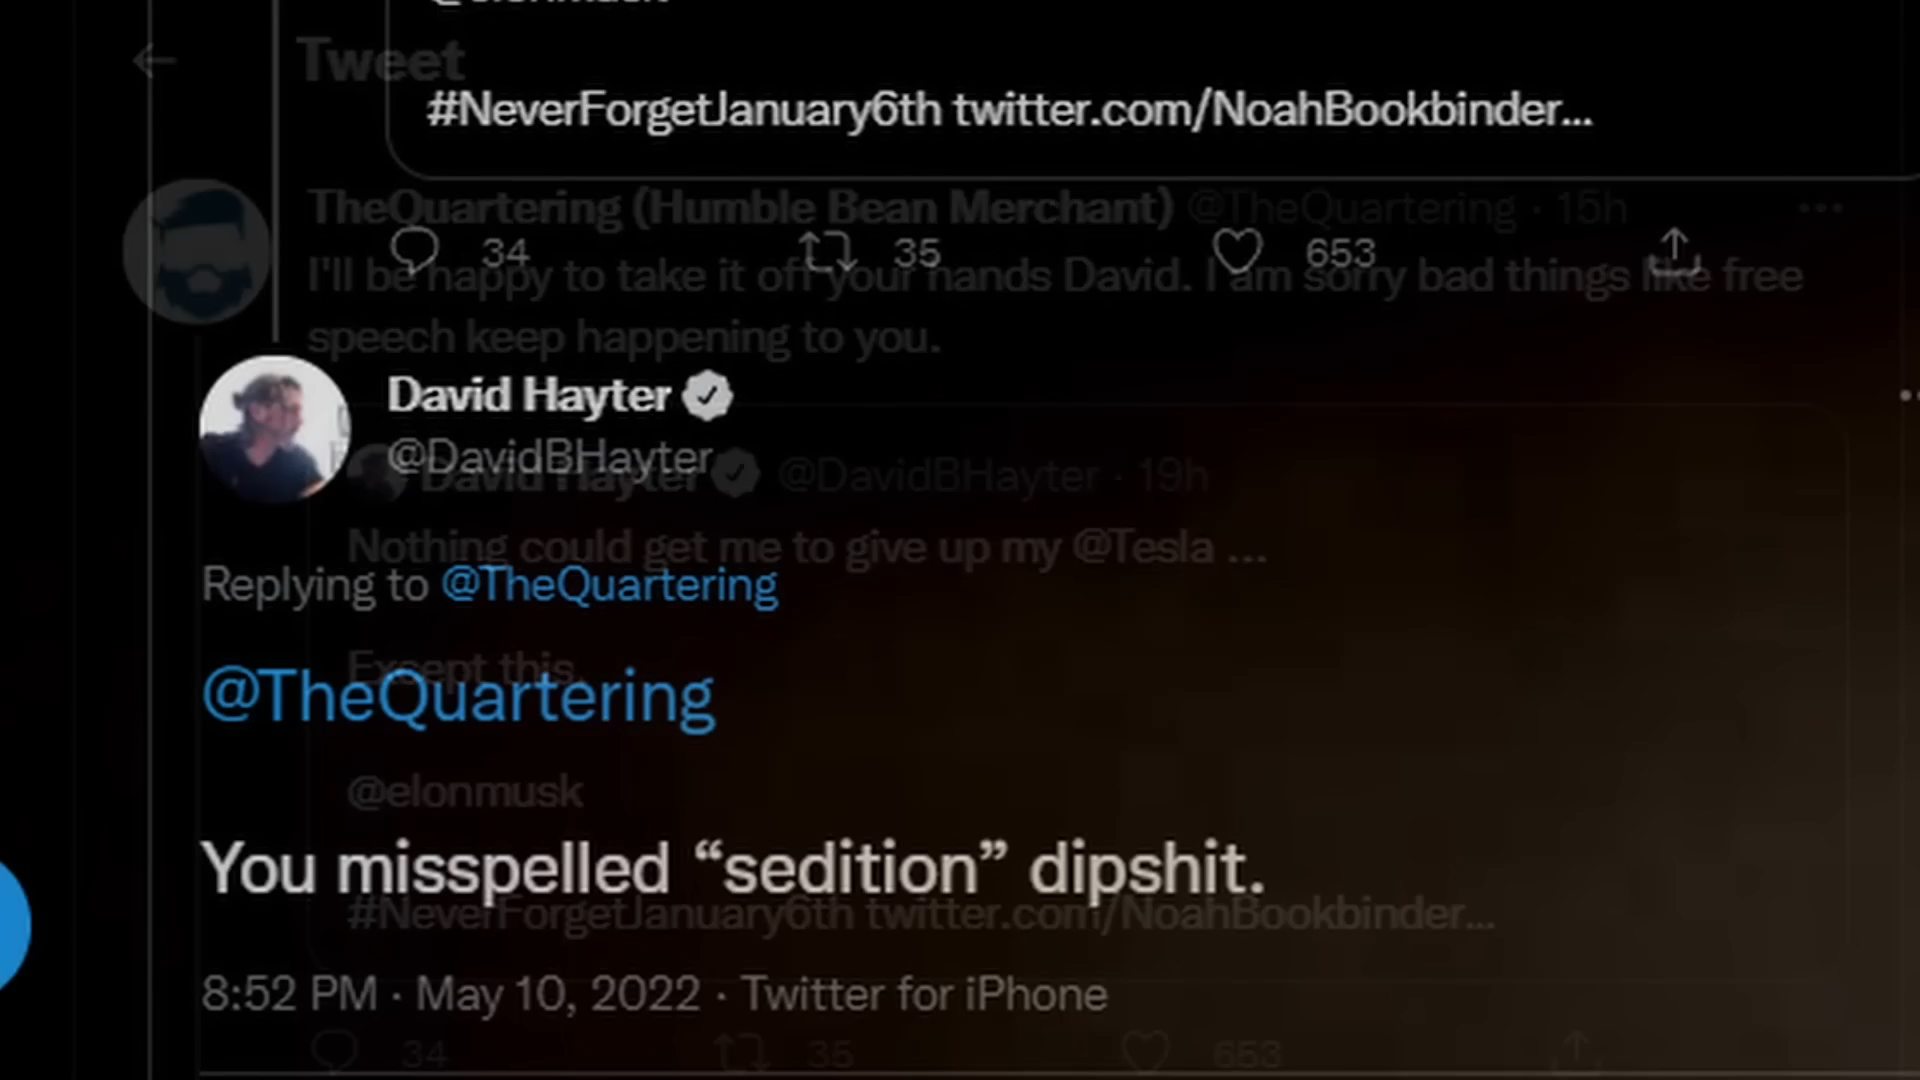 @elonmusk
Tweet
#NeverForgetJanuary6th twitter.com/NoahBookbinder...
TheQuartering (Humble Bean Merchant) @TheQuartering · 15h
34 35 653
I'll be happy to take it off your hands David. I am sorry bad things like free
speech keep happening to you.
David Hayter
@DavidBHayter
David Hayter @DavidBHayter · 19h
Nothing could get me to give up my @Tesla ...
Replying to @TheQuartering
Except this.
@TheQuartering
@elonmusk
You misspelled “sedition” dipshit.
#NeverForgetJanuary6th twitter.com/NoahBookbinder...
8:52 PM · May 10, 2022 · Twitter for iPhone
34 35 653